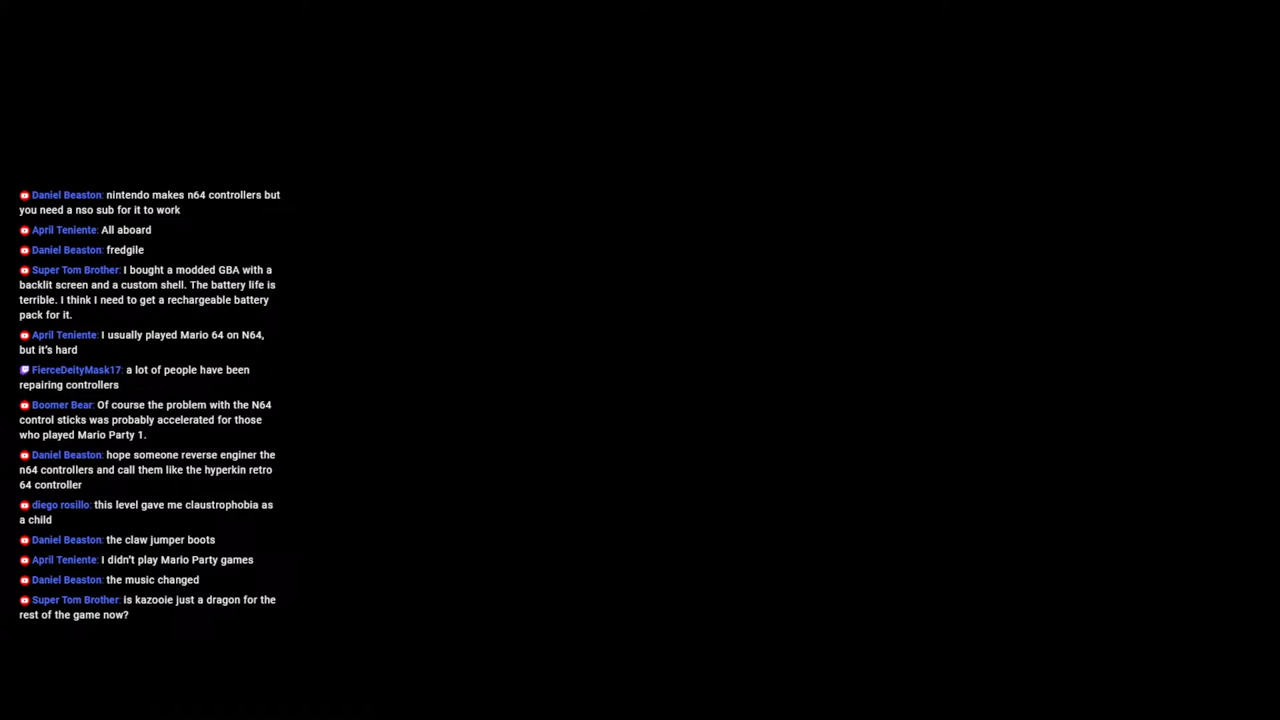 Daniel Beaston: nintendo makes n64 controllers but
you need a nso sub for it to work
April Teniente: All aboard
Daniel Beaston: fredgile
Super Tom Brother: I bought a modded GBA with a
backlit screen and a custom shell. The battery life is
terrible. I think I need to get a rechargeable battery
pack for it.
April Teniente: I usually played Mario 64 on N64,
but it's hard
FierceDeityMask17: a lot of people have been
repairing controllers
Boomer Bear: Of course the problem with the N64
control sticks was probably accelerated for those
who played Mario Party 1.
Daniel Beaston: hope someone reverse enginer the
n64 controllers and call them like the hyperkin retro
64 controller
diego rosillo: this level gave me claustrophobia as
a child
Daniel Beaston: the claw jumper boots
April Teniente: I didn't play Mario Party games
Daniel Beaston: the music changed
Super Tom Brother: is kazooie just a dragon for the
rest of the game now?